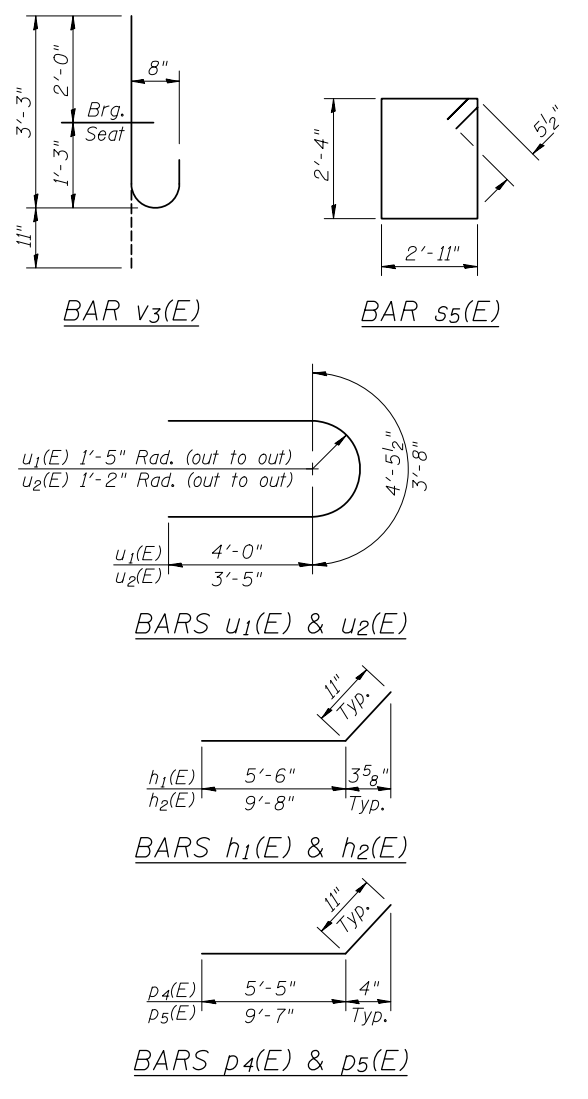 8"
2'-0"
3'-3"
1'-3"
11"
Brg.
Seat
BAR v3(E)
5½"
2'-4"
2'-11"
BAR s5(E)
u1(E) 1'-5" Rad. (out to out)
u2(E) 1'-2" Rad. (out to out)
4'-5½"
3'-8"
u1(E) 4'-0"
u2(E) 3'-5"
BARS u1(E) & u2(E)
11"
Typ.
h1(E) 5'-6" 3⅝"
h2(E) 9'-8" Typ.
BARS h1(E) & h2(E)
11"
Typ.
p4(E) 5'-5" 4"
p5(E) 9'-7" Typ.
BARS p4(E) & p5(E)